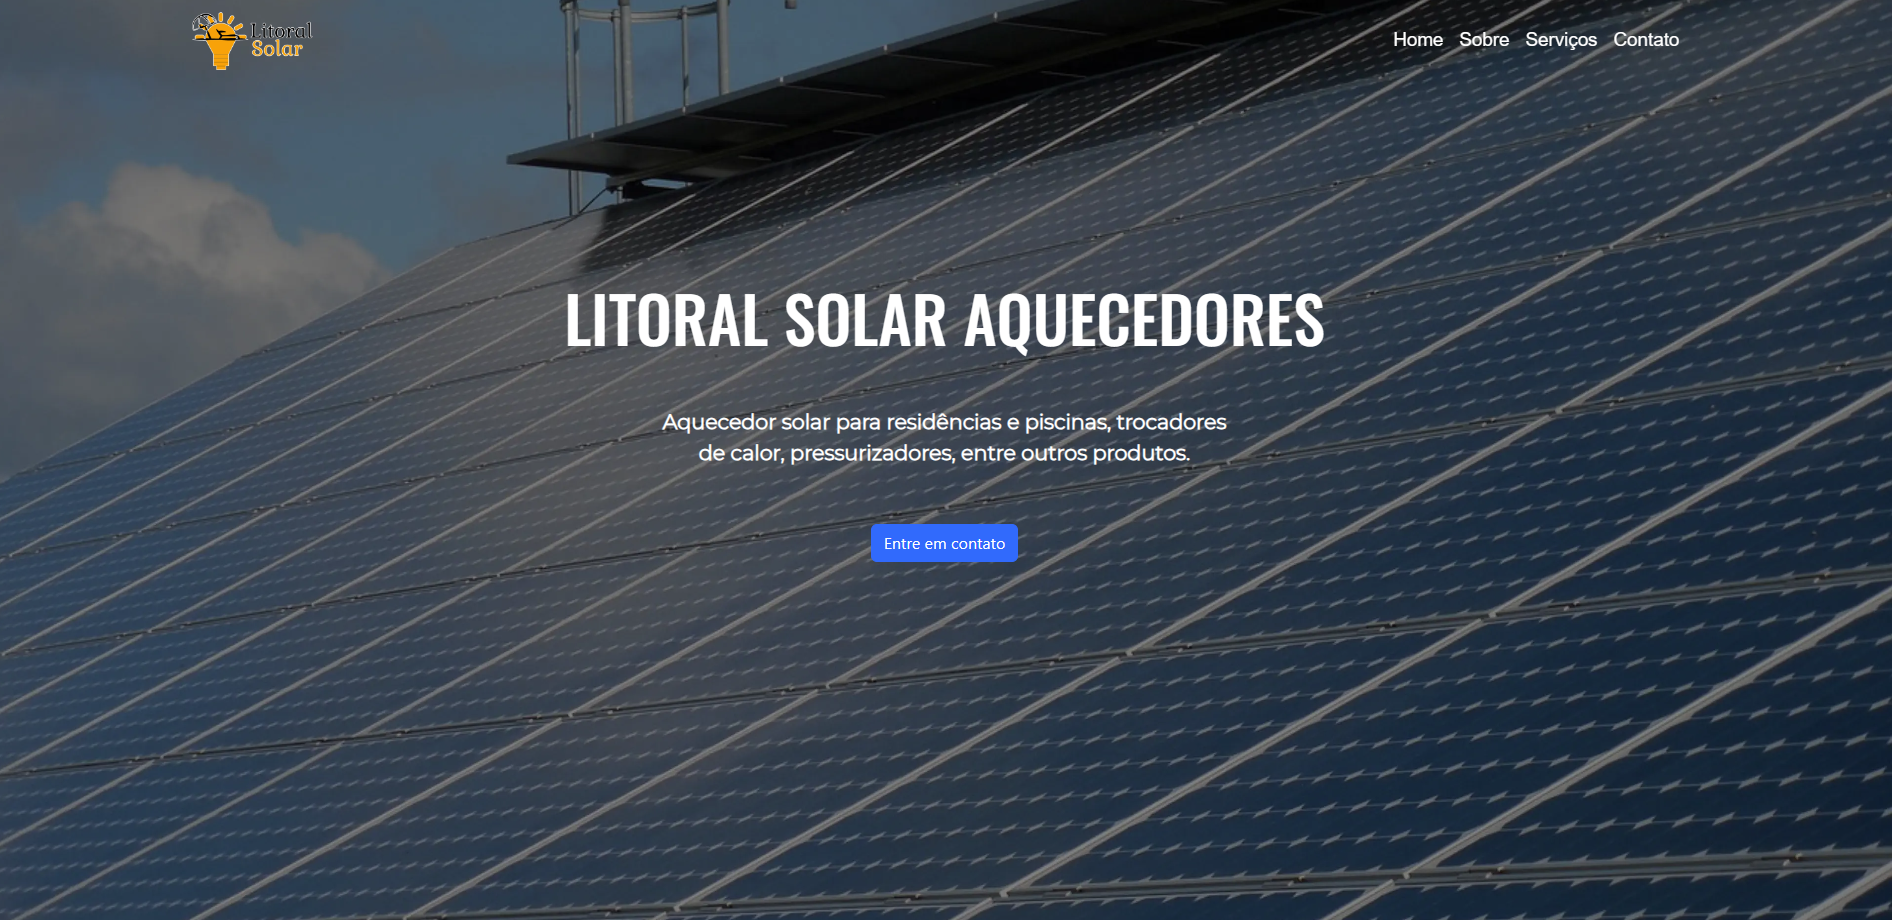 Litoral
Solar
Home Sobre Serviços Contato
LITORAL SOLAR AQUECEDORES
Aquecedor solar para residências e piscinas, trocadores
de calor, pressurizadores, entre outros produtos.
Entre em contato